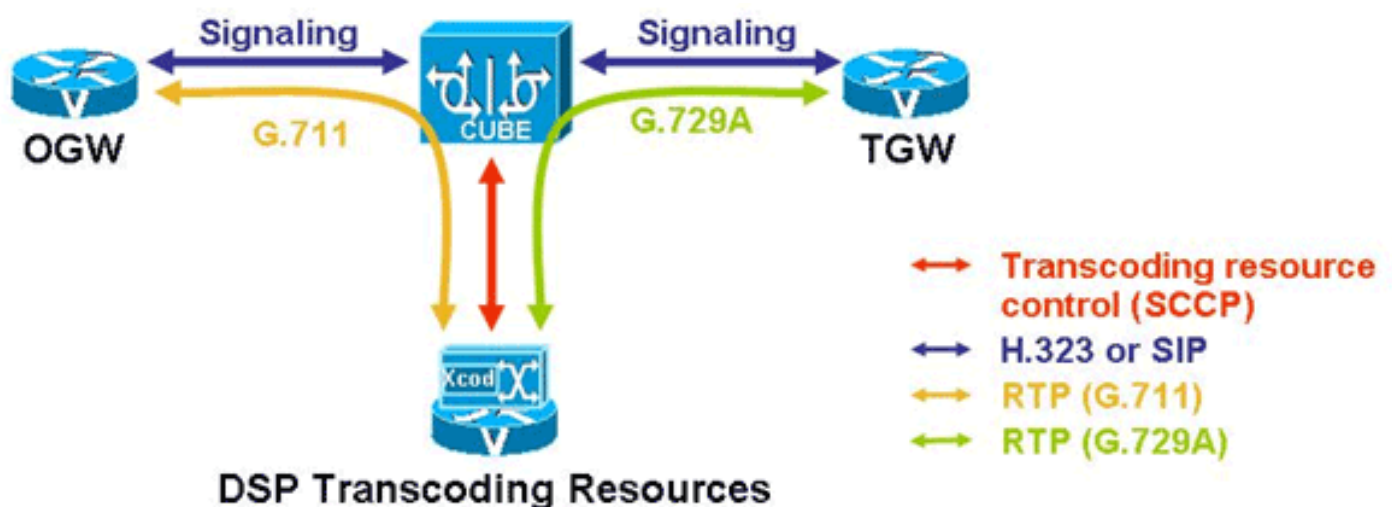 Signaling
Signaling
CUBE
G.711
G.729A
V
OGW
V
TGW
Transcoding resource
control (SCCP)
H.323 or SIP
RTP (G.711)
RTP (G.729A)
Xcod
V
DSP Transcoding Resources